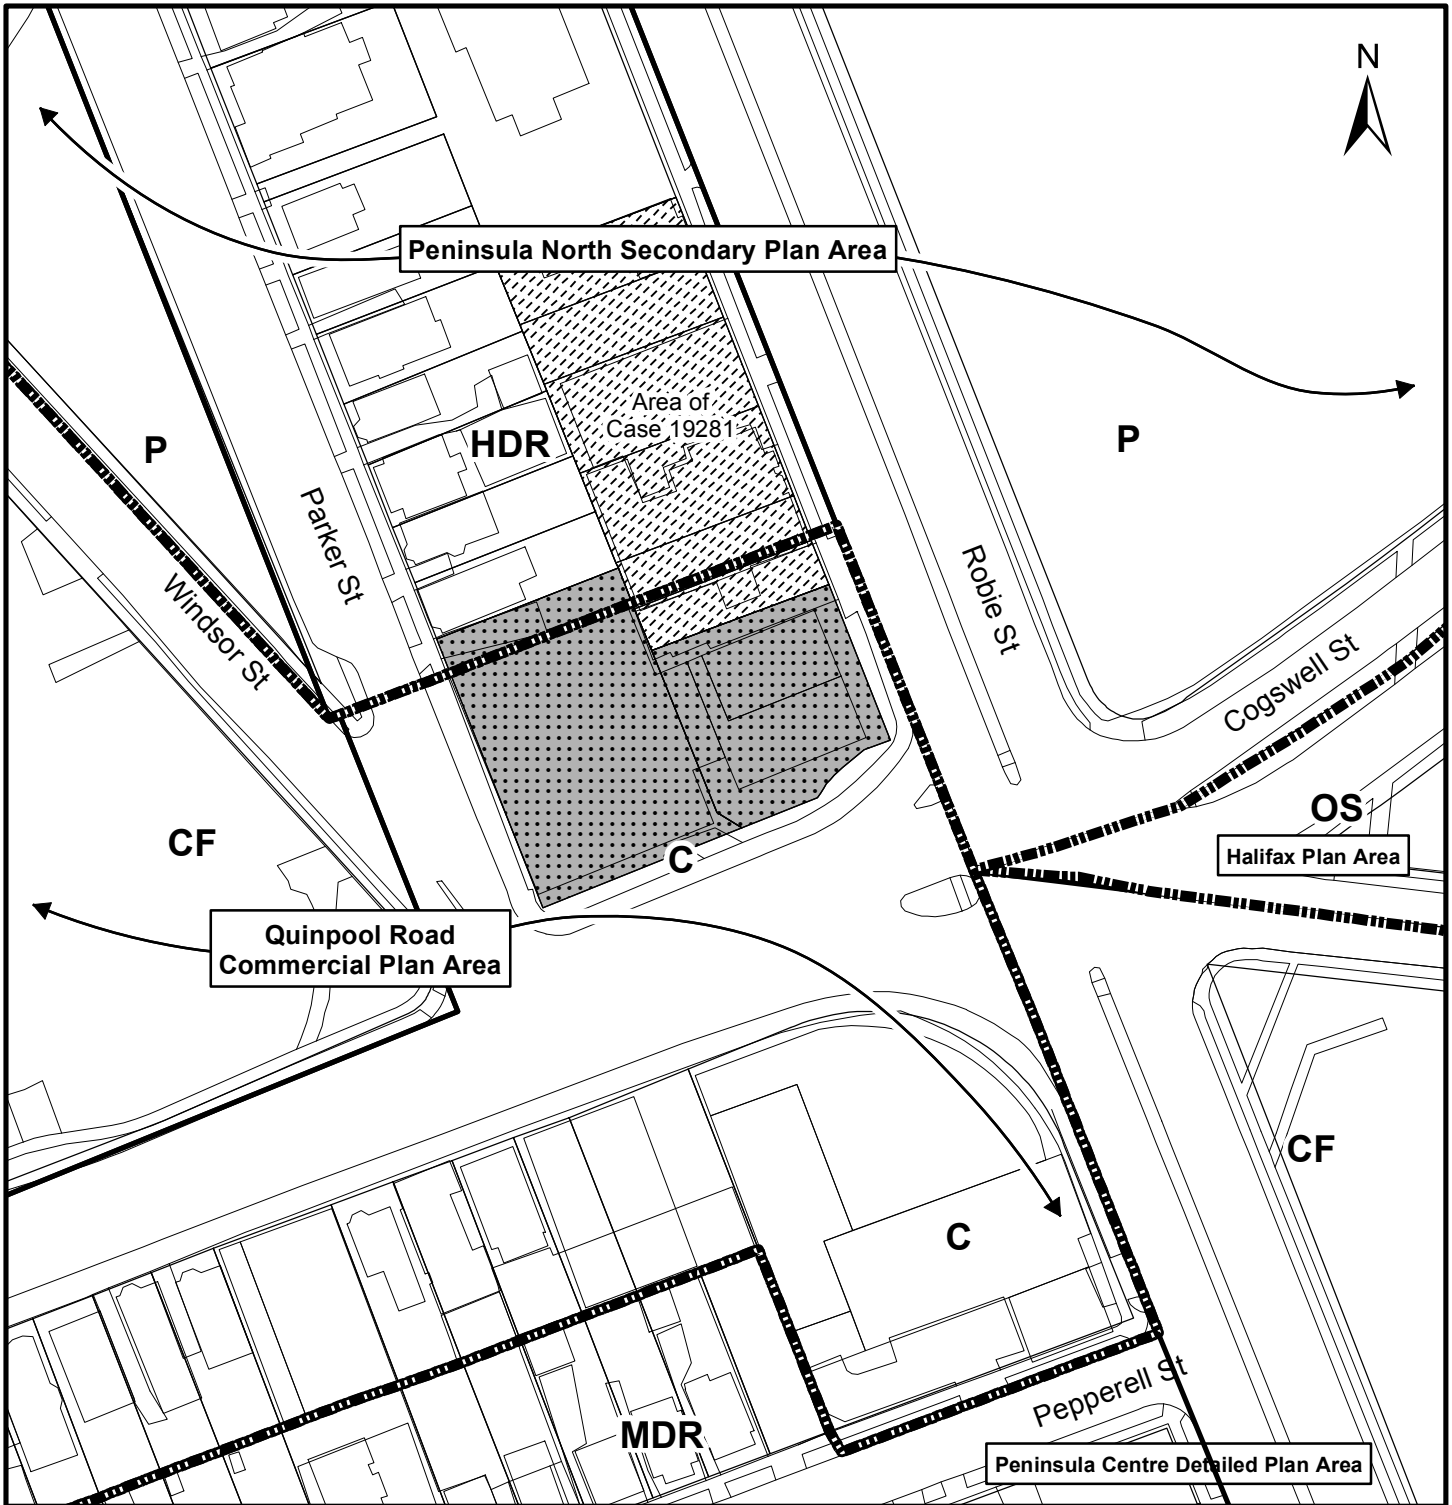 N
Peninsula North Secondary Plan Area
Area of
Case 19281
P
HDR
P
Parker St
Windsor St
Robie St
Cogswell St
OS
Halifax Plan Area
CF
C
Quinpool Road
Commercial Plan Area
CF
C
Pepperell St
MDR
Peninsula Centre Detailed Plan Area